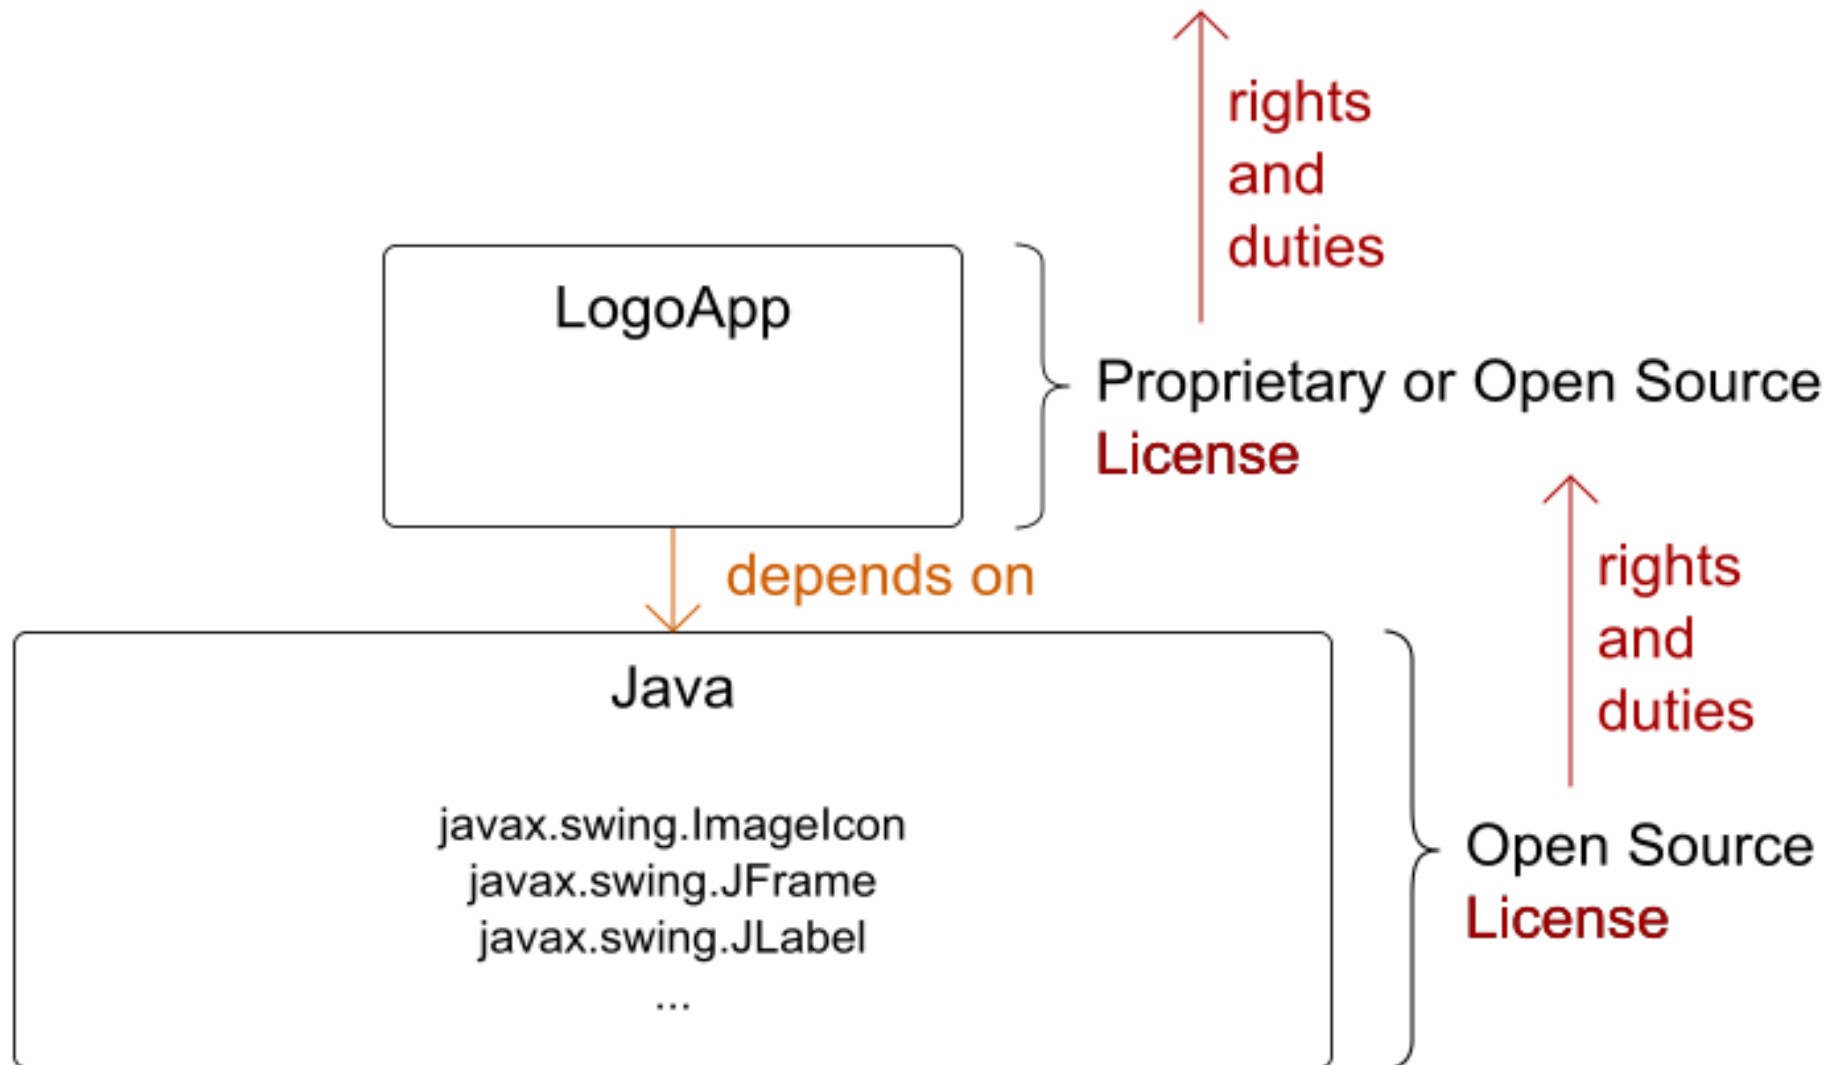 rights
and
duties
LogoApp
Proprietary or Open Source
License
depends on
rights
and
duties
Java
javax.swing.ImageIcon
javax.swing.JFrame
javax.swing.JLabel
...
Open Source
License